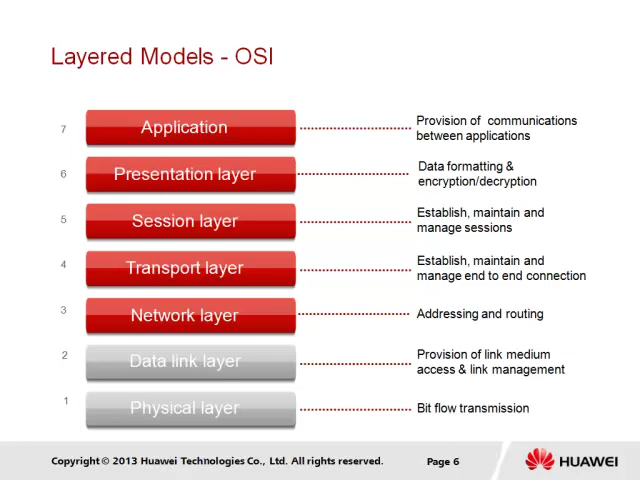 Layered Models - OSI
7
Application
Provision of communications
between applications
6
Presentation layer
Data formatting &
encryption/decryption
5
Session layer
Establish, maintain and
manage sessions
4
Transport layer
Establish, maintain and
manage end to end connection
3
Network layer
Addressing and routing
2
Data link layer
Provision of link medium
access & link management
1
Physical layer
Bit flow transmission
Copyright © 2013 Huawei Technologies Co., Ltd. All rights reserved.
Page 6
HUAWEI